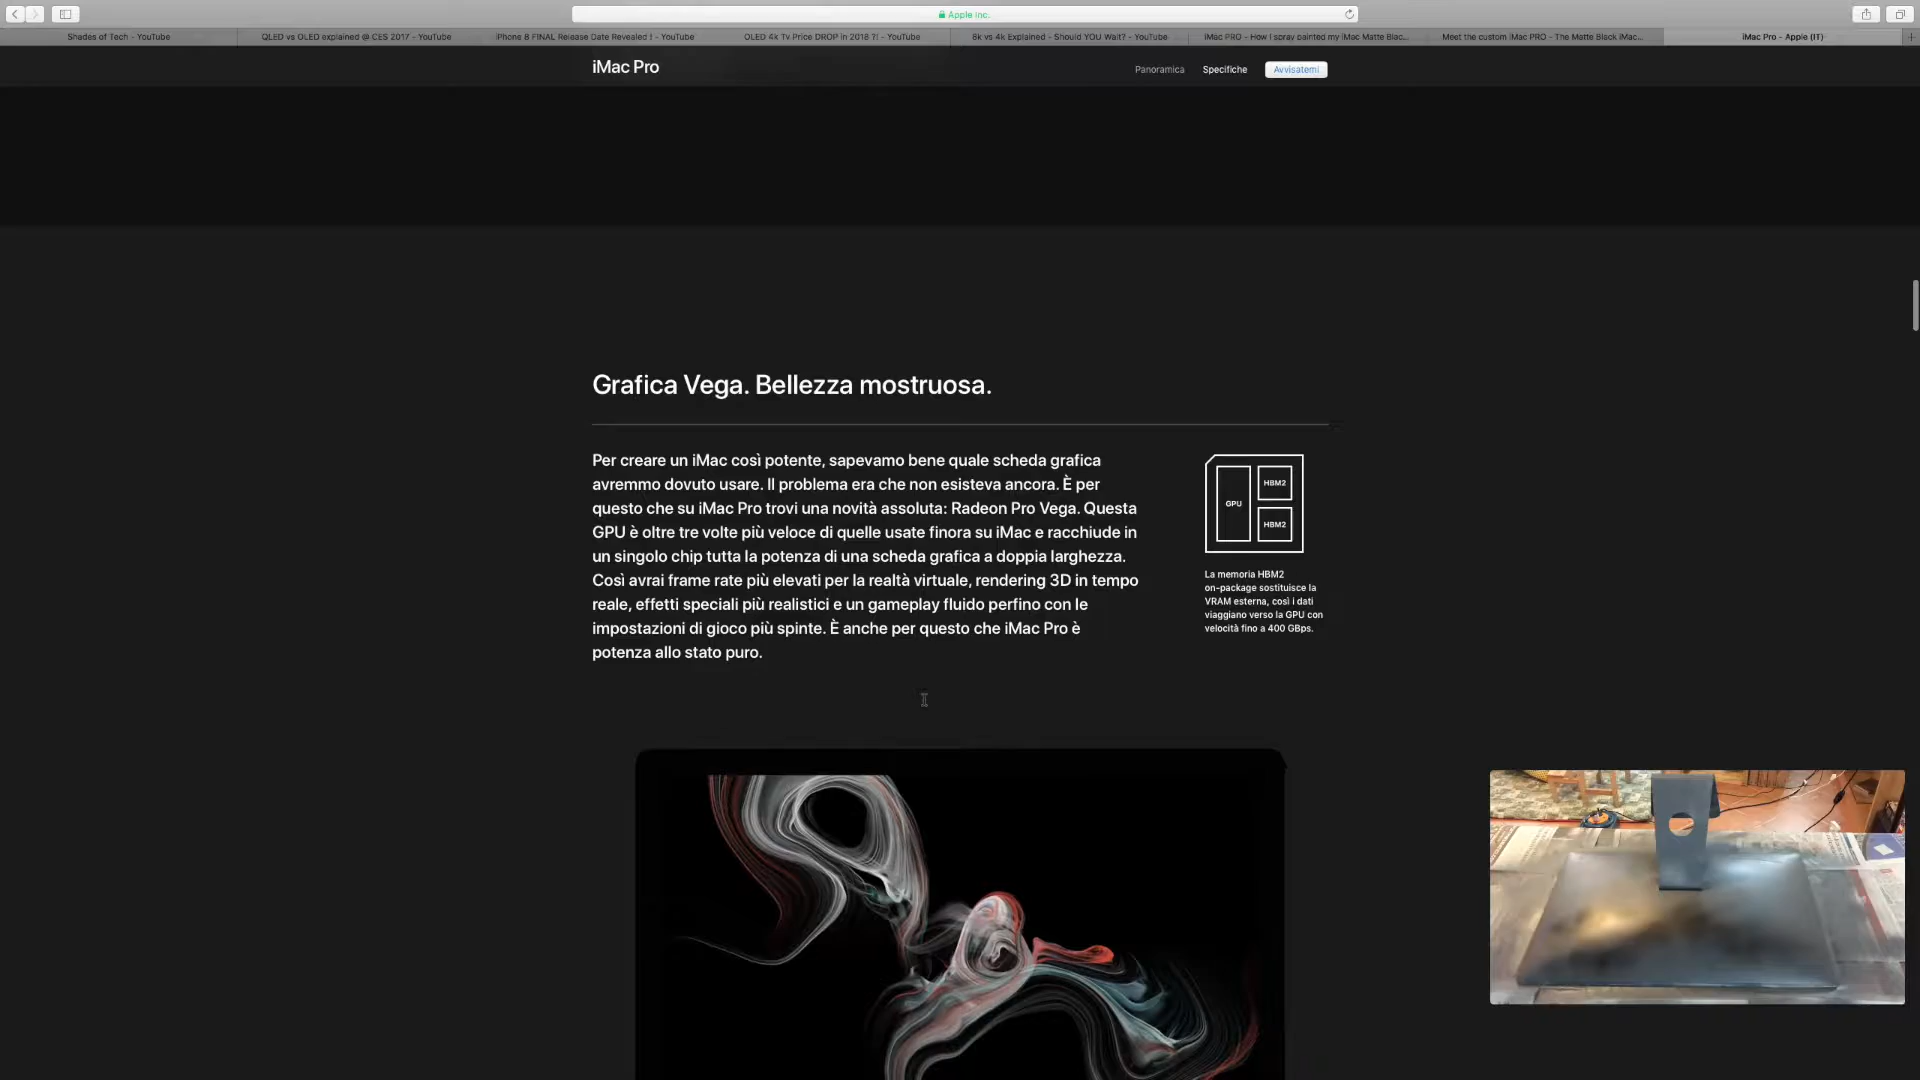 Apple Inc.
Shades of Tech - YouTube
QLED vs OLED explained @ CES 2017 - YouTube
iPhone 8 FINAL Release Date Revealed ! - YouTube
OLED 4k Tv Price DROP in 2018 ?! - YouTube
8k vs 4k Explained - Should YOU Wait? - YouTube
iMac PRO - How I spray painted my iMac Matte Blac...
Meet the custom iMac PRO - The Matte Black iMac...
iMac Pro - Apple (IT)
iMac Pro
Panoramica
Specifiche
Avvisatemi
Grafica Vega. Bellezza mostruosa.
Per creare un iMac così potente, sapevamo bene quale scheda grafica
avremmo dovuto usare. Il problema era che non esisteva ancora. È per
questo che su iMac Pro trovi una novità assoluta: Radeon Pro Vega. Questa
GPU è oltre tre volte più veloce di quelle usate finora su iMac e racchiude in
un singolo chip tutta la potenza di una scheda grafica a doppia larghezza.
Così avrai frame rate più elevati per la realtà virtuale, rendering 3D in tempo
reale, effetti speciali più realistici e un gameplay fluido perfino con le
impostazioni di gioco più spinte. È anche per questo che iMac Pro è
potenza allo stato puro.
GPU
HBM2
HBM2
La memoria HBM2
on-package sostituisce la
VRAM esterna, così i dati
viaggiano verso la GPU con
velocità fino a 400 GBps.